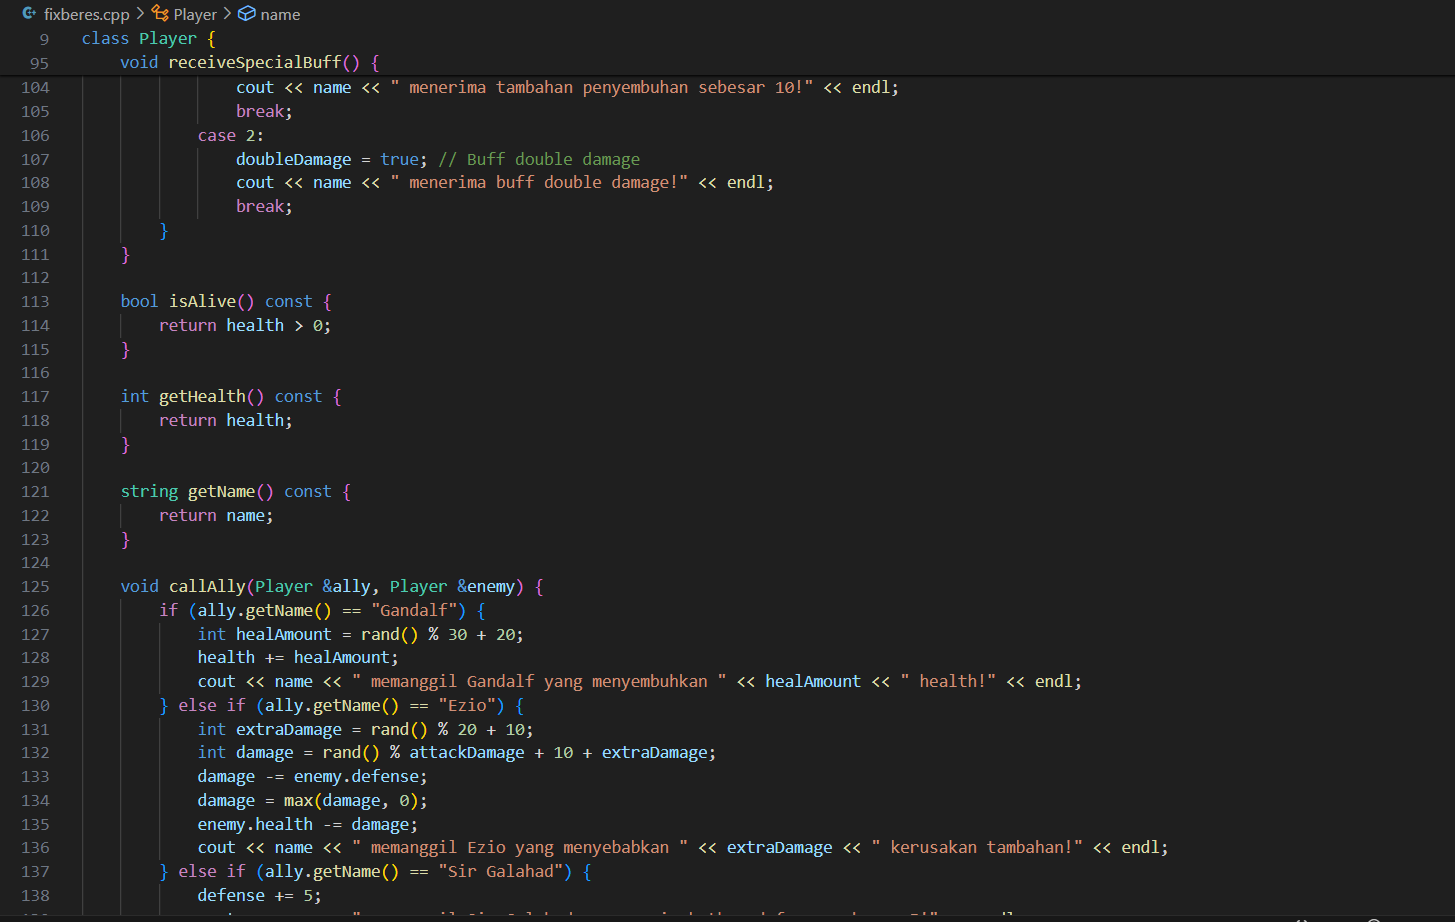 fixberes.cpp > Player > name
9 class Player {
95 void receiveSpecialBuff() {
104 cout << name << " menerima tambahan penyembuhan sebesar 10!" << endl;
105 break;
106 case 2:
107 doubleDamage = true; // Buff double damage
108 cout << name << " menerima buff double damage!" << endl;
109 break;
110 }
111 }
112
113 bool isAlive() const {
114 return health > 0;
115 }
116
117 int getHealth() const {
118 return health;
119 }
120
121 string getName() const {
122 return name;
123 }
124
125 void callAlly(Player &ally, Player &enemy) {
126 if (ally.getName() == "Gandalf") {
127 int healAmount = rand() % 30 + 20;
128 health += healAmount;
129 cout << name << " memanggil Gandalf yang menyembuhkan " << healAmount << " health!" << endl;
130 } else if (ally.getName() == "Ezio") {
131 int extraDamage = rand() % 20 + 10;
132 int damage = rand() % attackDamage + 10 + extraDamage;
133 damage -= enemy.defense;
134 damage = max(damage, 0);
135 enemy.health -= damage;
136 cout << name << " memanggil Ezio yang menyebabkan " << extraDamage << " kerusakan tambahan!" << endl;
137 } else if (ally.getName() == "Sir Galahad") {
138 defense += 5;